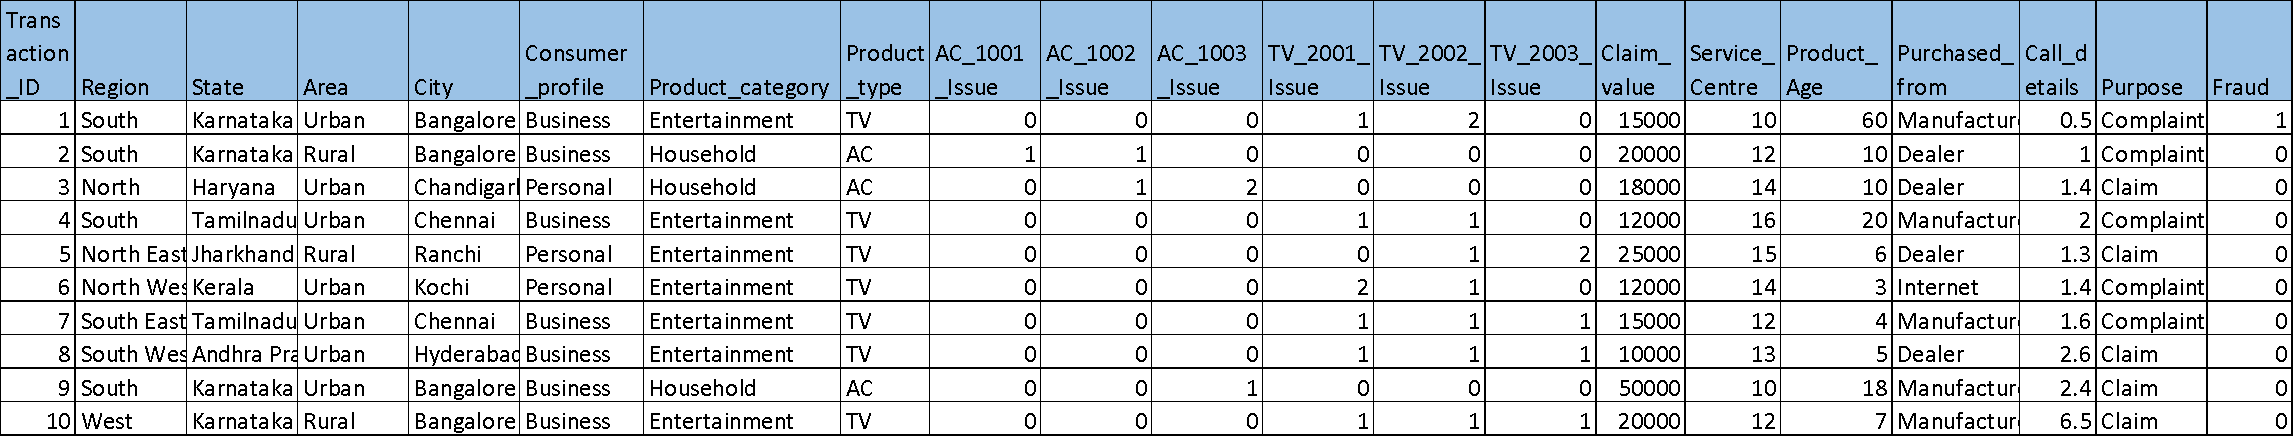 Trans
action Consumer Product AC_1001 AC_1002 AC_1003 TV_2001_ TV_2002_ TV_2003_ Claim_ Service_ Product_ Purchased_ Call_d
_ID Region State Area City _profile Product_category _type _Issue _Issue _Issue Issue Issue Issue value Centre Age from etails Purpose Fraud
1 South Karnataka Urban Bangalore Business Entertainment TV 0 0 0 1 2 0 15000 10 60 Manufactur 0.5 Complaint 1
2 South Karnataka Rural Bangalore Business Household AC 1 1 0 0 0 0 20000 12 10 Dealer 1 Complaint 0
3 North Haryana Urban Chandigarl Personal Household AC 0 1 2 0 0 0 18000 14 10 Dealer 1.4 Claim 0
4 South Tamilnadu Urban Chennai Business Entertainment TV 0 0 0 1 1 0 12000 16 20 Manufactur 2 Complaint 0
5 North East Jharkhand Rural Ranchi Personal Entertainment TV 0 0 0 0 1 2 25000 15 6 Dealer 1.3 Claim 0
6 North Wes Kerala Urban Kochi Personal Entertainment TV 0 0 0 2 1 0 12000 14 3 Internet 1.4 Complaint 0
7 South East Tamilnadu Urban Chennai Business Entertainment TV 0 0 0 1 1 1 15000 12 4 Manufactur 1.6 Complaint 0
8 South Wes Andhra Pra Urban Hyderabad Business Entertainment TV 0 0 0 1 1 1 10000 13 5 Dealer 2.6 Claim 0
9 South Karnataka Urban Bangalore Business Household AC 0 0 1 0 0 0 50000 10 18 Manufactur 2.4 Claim 0
10 West Karnataka Rural Bangalore Business Entertainment TV 0 0 0 1 1 1 20000 12 7 Manufactur 6.5 Claim 0